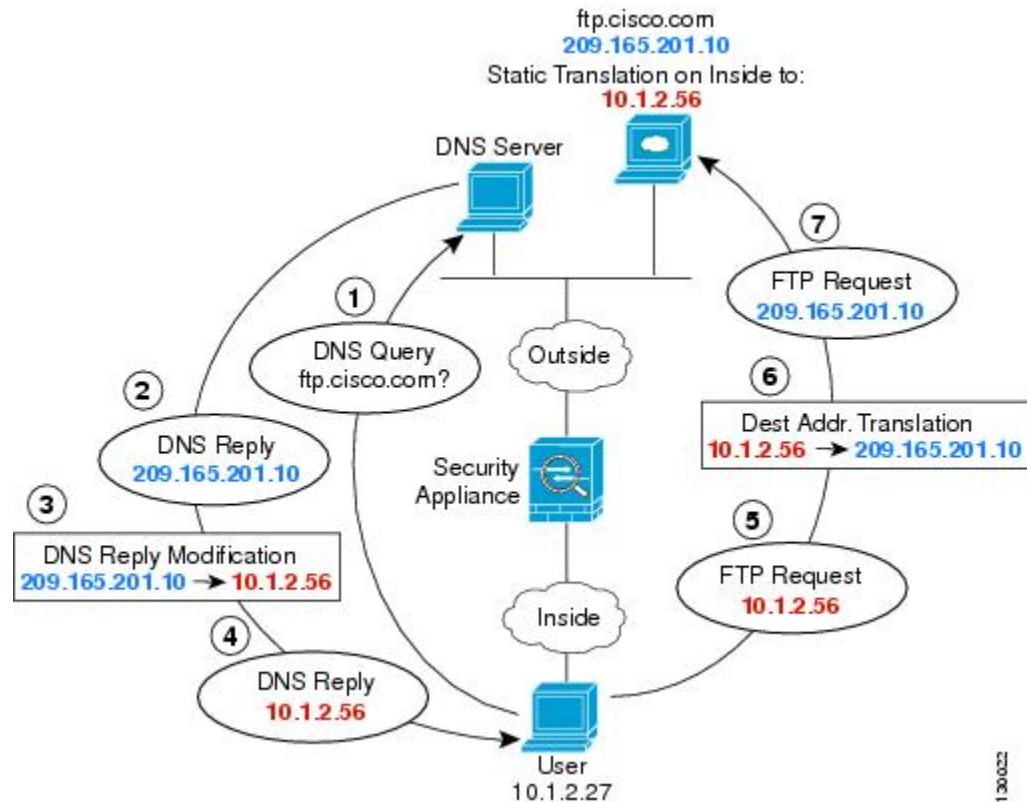 ftp.cisco.com
209.165.201.10
Static Translation on Inside to:
10.1.2.56
DNS Server
7
FTP Request
209.165.201.10
1
DNS Query
ftp.cisco.com?
Outside
2
DNS Reply
209.165.201.10
6
Dest Addr. Translation
10.1.2.56 → 209.165.201.10
Security
Appliance
3
DNS Reply Modification
209.165.201.10 → 10.1.2.56
5
FTP Request
10.1.2.56
Inside
4
DNS Reply
10.1.2.56
User
10.1.2.27
130022